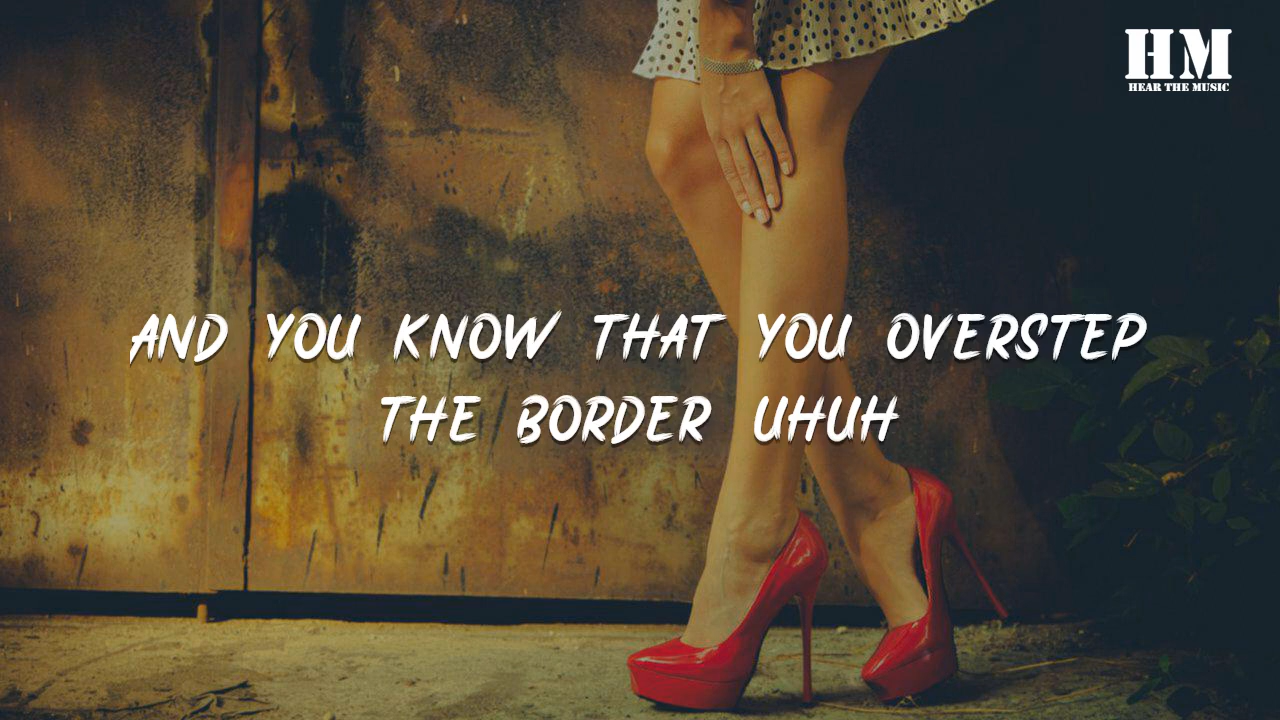 HM
HEAR THE MUSIC
AND YOU KNOW THAT YOU OVERSTEP
THE BORDER UHUH